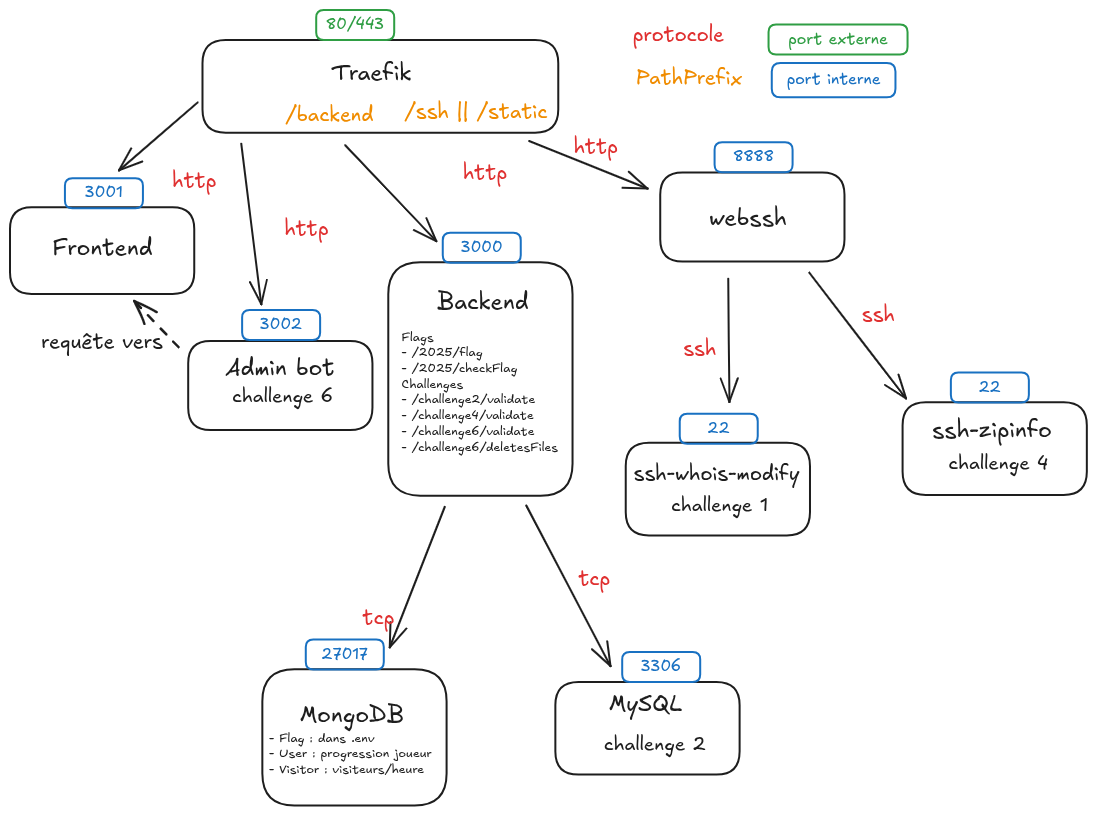 80/443
protocole
port externe
Traefik
PathPrefix
port interne
/backend
/ssh || /static
http
8888
http
http
3001
webssh
Frontend
http
3000
Backend
3002
ssh
requête vers
ssh
Admin bot
challenge 6
Flags
- /2025/flag
- /2025/checkFlag
Challenges
- /challenge2/validate
- /challenge4/validate
- /challenge6/validate
- /challenge6/deletesFiles
22
ssh-zipinfo
challenge 4
22
ssh-whois-modify
challenge 1
tcp
tcp
27017
3306
MongoDB
- Flag : dans .env
- User : progression joueur
- Visitor : visiteurs/heure
MySQL
challenge 2